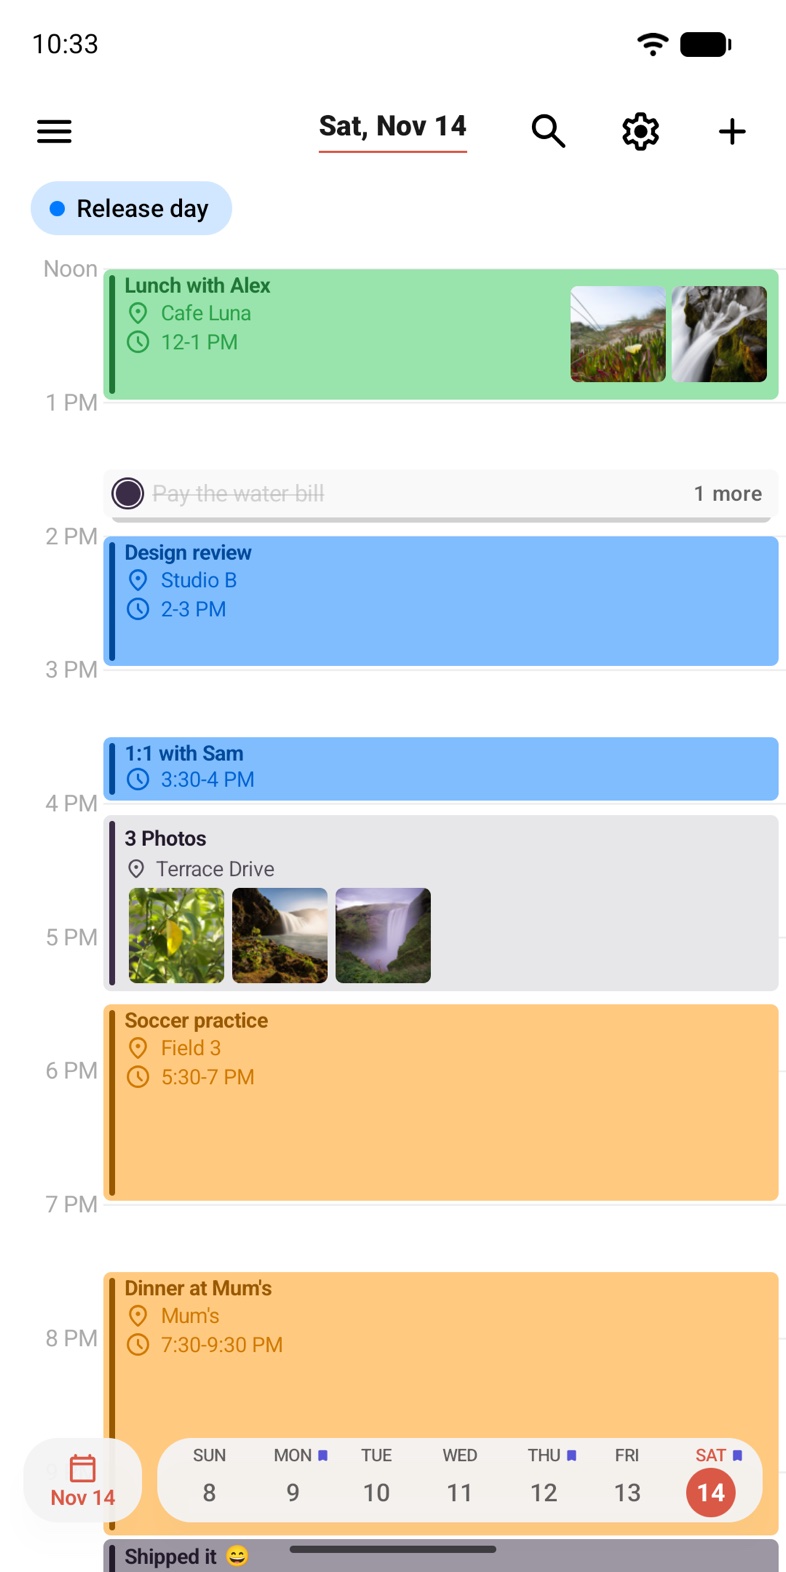 10:33
Sat, Nov 14
Release day
Noon
Lunch with Alex
Cafe Luna
12-1 PM
1 PM
Pay the water bill
1 more
2 PM
Design review
Studio B
2-3 PM
3 PM
1:1 with Sam
3:30-4 PM
4 PM
3 Photos
Terrace Drive
5 PM
Soccer practice
Field 3
5:30-7 PM
6 PM
7 PM
Dinner at Mum's
Mum's
7:30-9:30 PM
8 PM
Nov 14
SUN MON TUE WED THU FRI SAT
8 9 10 11 12 13 14
Shipped it 😄